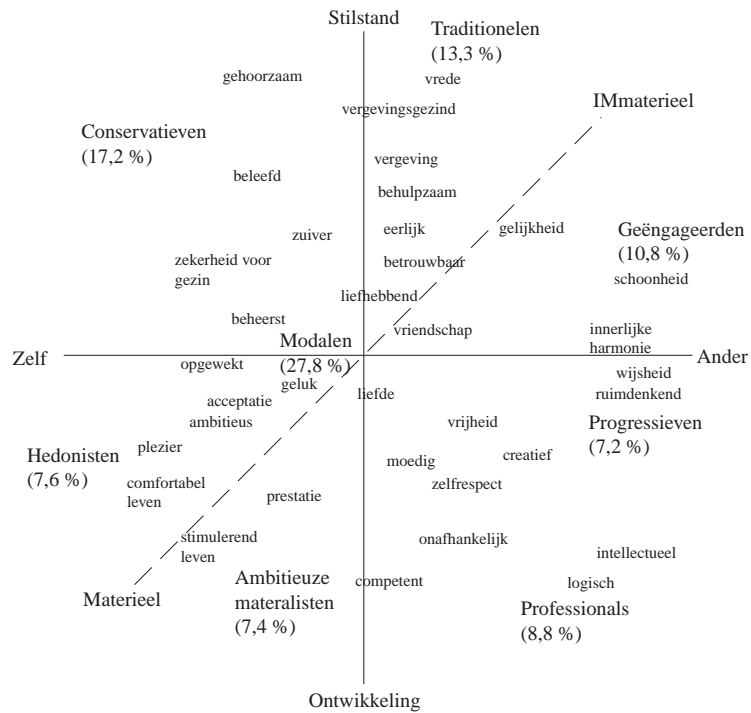 Stilstand
Traditionelen
(13,3 %)
gehoorzaam
vrede
IMmaterieel
vergevingsgezind
Conservatieven
(17,2 %)
vergeving
beleefd
behulpzaam
zuiver
eerlijk
gelijkheid
Geëngageerden
(10,8 %)
zekerheid voor
gezin
betrouwbaar
schoonheid
liefhebbend
beheerst
vriendschap
innerlijke
harmonie
Modalen
(27,8 %)
Zelf
Ander
opgewekt
geluk
liefde
wijsheid
ruimdenkend
acceptatie
ambitieus
vrijheid
Progressieven
(7,2 %)
Hedonisten
(7,6 %)
plezier
moedig
creatief
comfortabel
leven
prestatie
zelfrespect
stimulerend
leven
onafhankelijk
intellectueel
Materieel
Ambitieuze
materalisten
(7,4 %)
competent
logisch
Professionals
(8,8 %)
Ontwikkeling